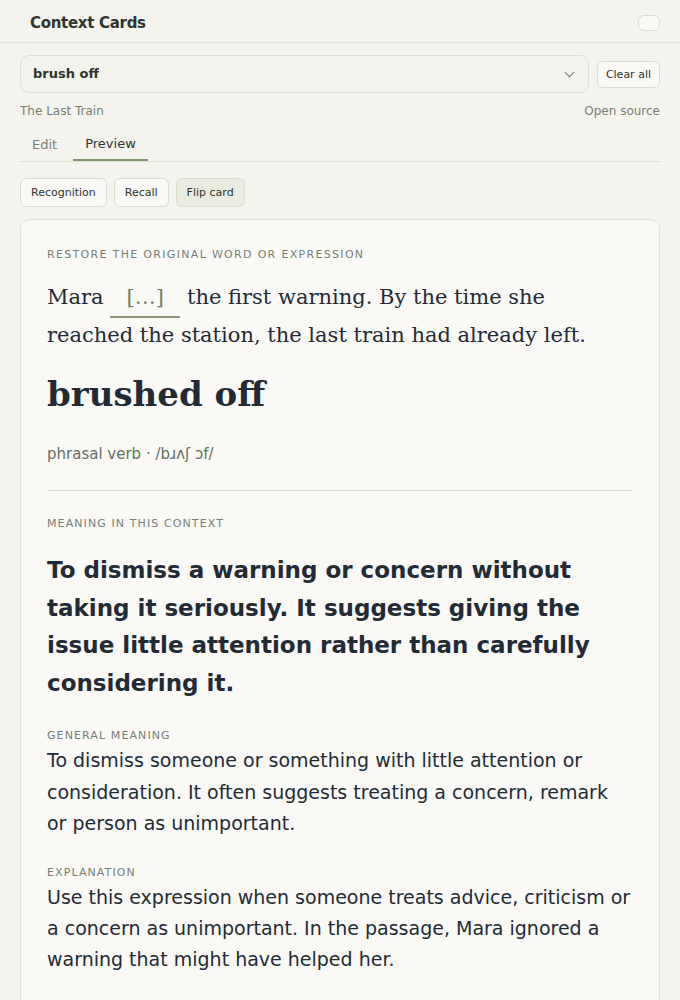 Context Cards
brush off
Clear all
The Last Train
Open source
Edit
Preview
Recognition
Recall
Flip card
RESTORE THE ORIGINAL WORD OR EXPRESSION
Mara [...] the first warning. By the time she
reached the station, the last train had already left.
brushed off
phrasal verb · /bɹʌʃ ɔf/
MEANING IN THIS CONTEXT
To dismiss a warning or concern without
taking it seriously. It suggests giving the
issue little attention rather than carefully
considering it.
GENERAL MEANING
To dismiss someone or something with little attention or
consideration. It often suggests treating a concern, remark
or person as unimportant.
EXPLANATION
Use this expression when someone treats advice, criticism or
a concern as unimportant. In the passage, Mara ignored a
warning that might have helped her.